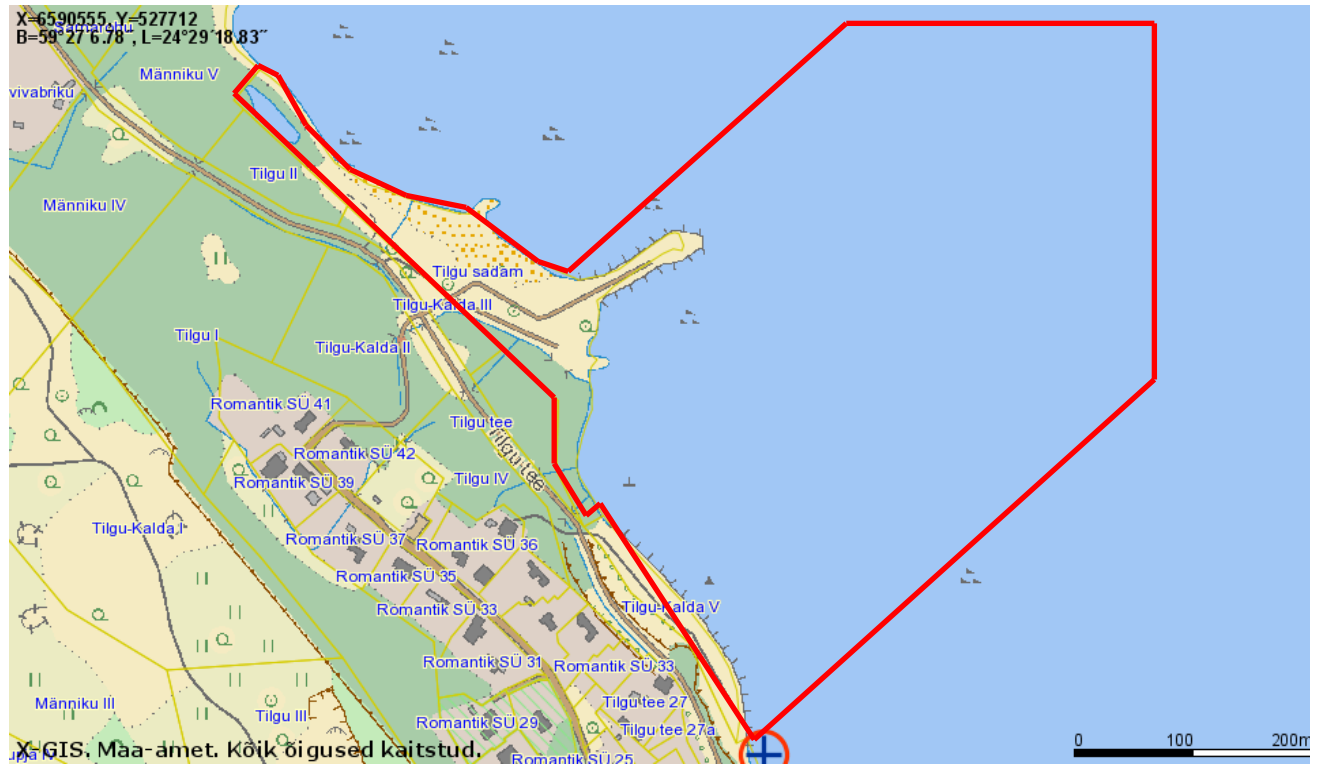 X=6590555, Y=527712
B=59°27´6.78˝, L=24°29´18.83˝
Männiku V
vivabriku
Tilgu II
Männiku IV
Tilgu sadam
Tilgu-Kalda III
Tilgu I
Tilgu-Kalda II
Romantik SÜ 41
Tilgu tee
Tilgu tee
Romantik SÜ 42
Romantik SÜ 39
Tilgu IV
Tilgu-Kalda I
Romantik SÜ 37
Romantik SÜ 36
Romantik SÜ 35
Romantik SÜ 33
Tilgu-Kalda V
Romantik SÜ 31
Romantik SÜ 33
Männiku III
Tilgu III
Tilgu tee 27
Romantik SÜ 29
Tilgu tee 27a
X-GIS. Maa-amet. Kõik õigused kaitstud.
upja IV
Romantik SÜ 25
0 100 200m